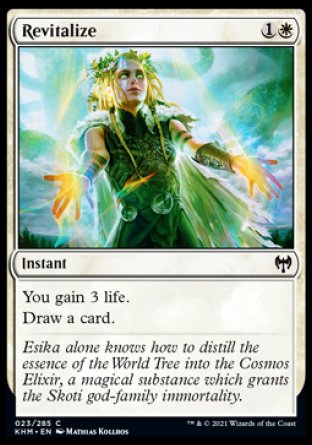 Revitalize 1
Instant
You gain 3 life.
Draw a card.
Esika alone knows how to distill the
essence of the World Tree into the Cosmos
Elixir, a magical substance which grants
the Skoti god-family immortality.
023/285 C
KHM • EN Mathias Kollros
™ & © 2021 Wizards of the Coast